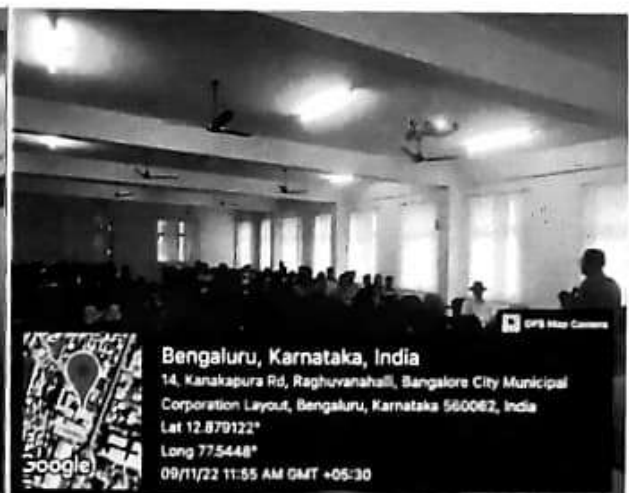 GPS Map Camera
Bengaluru, Karnataka, India
14, Kanakapura Rd, Raghuvanahalli, Bangalore City Municipal
Corporation Layout, Bengaluru, Karnataka 560062, India
Lat 12.879122°
Long 77.5448°
09/11/22 11:55 AM GMT +05:30
Google